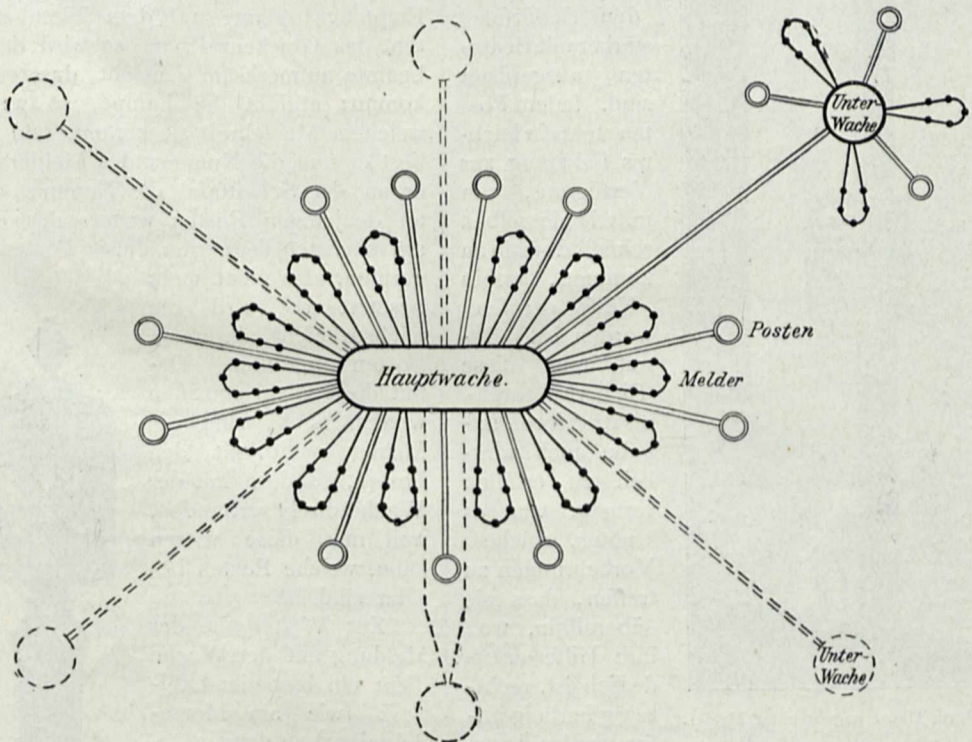 Unter-
Wache
Posten
Hauptwache.
Melder
Unter-
Wache